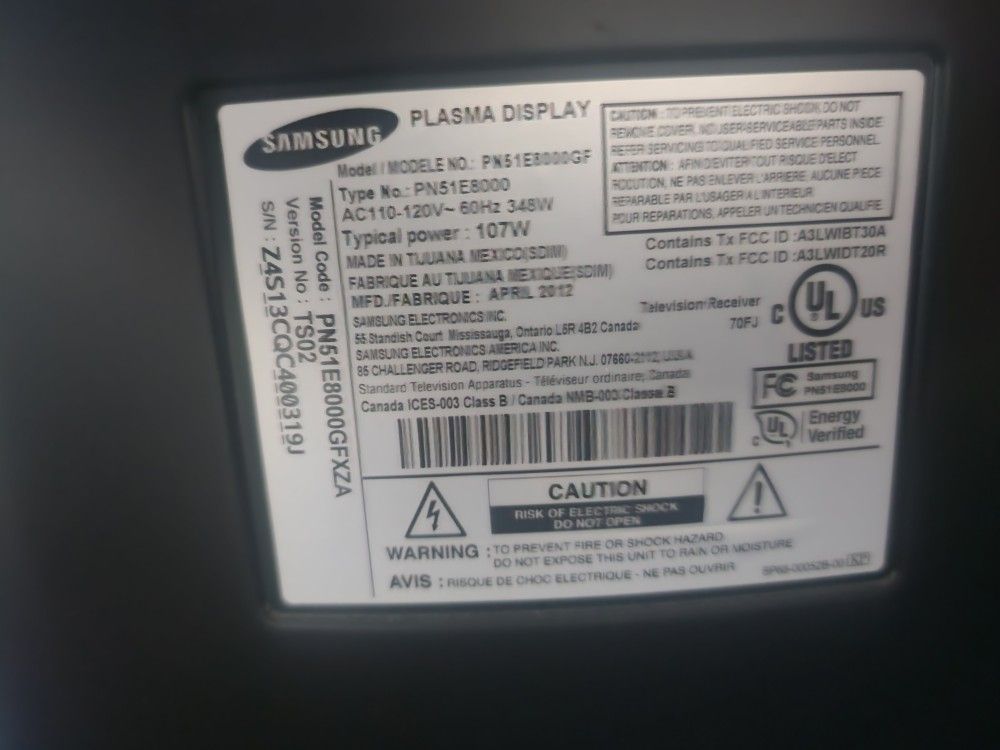 SAMSUNG
PLASMA DISPLAY
Model / MODELE NO.: PN51E8000GF
Type No.: PN51E8000
AC110-120V~ 60Hz 348W
Typical power : 107W
MADE IN TIJUANA MEXICO(SDIM)
FABRIQUE AU TIJUANA MEXIQUE(SDIM)
MFD./FABRIQUE : APRIL 2012
SAMSUNG ELECTRONICS INC.
55 Standish Court Mississauga, Ontario L5R 4B2 Canada
SAMSUNG ELECTRONICS AMERICA INC.
85 CHALLENGER ROAD, RIDGEFIELD PARK N.J. 07660-2112, U.S.A
Standard Television Apparatus - Téléviseur ordinaire, Canada
Canada ICES-003 Class B / Canada NMB-003 Classe B
CAUTION : TO PREVENT ELECTRIC SHOCK, DO NOT
REMOVE COVER. NO USER SERVICEABLE PARTS INSIDE
REFER SERVICING TO QUALIFIED SERVICE PERSONNEL.
ATTENTION : AFIN D'EVITER TOUT RISQUE D'ELECT
ROCUTION, NE PAS ENLEVER L'ARRIERE. AUCUNE PIECE
REPARABLE PAR L'USAGER A L'INTERIEUR
POUR REPARATIONS, APPELER UN TECHNICIEN QUALIFIE.
Contains Tx FCC ID :A3LWIBT30A
Contains Tx FCC ID :A3LWIDT20R
Television Receiver
70FJ
C UL US
LISTED
FC Samsung
PN51E8000
UL Energy
Verified
Model Code : PN51E8000GFXZA
Version No : TS02
S/N : Z4S13CQC400319J
CAUTION
RISK OF ELECTRIC SHOCK
DO NOT OPEN
WARNING : TO PREVENT FIRE OR SHOCK HAZARD
DO NOT EXPOSE THIS UNIT TO RAIN OR MOISTURE
AVIS : RISQUE DE CHOC ELECTRIQUE - NE PAS OUVRIR